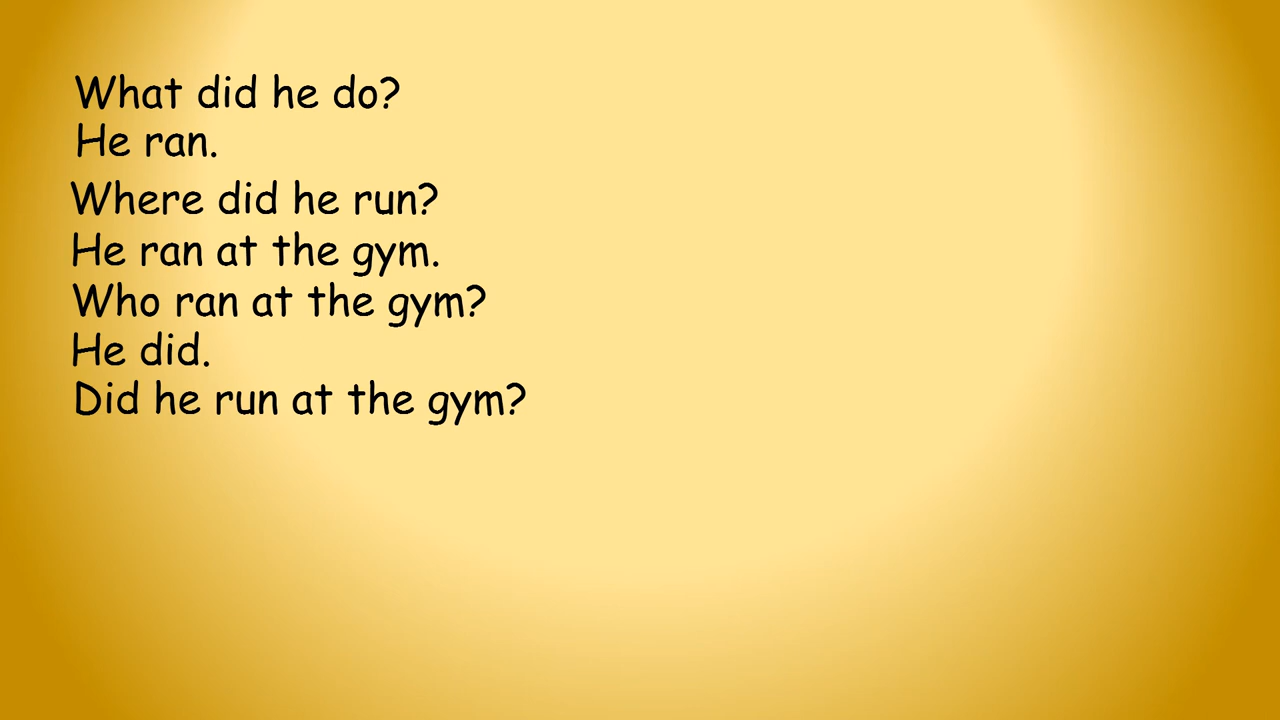 What did he do?
He ran.
Where did he run?
He ran at the gym.
Who ran at the gym?
He did.
Did he run at the gym?